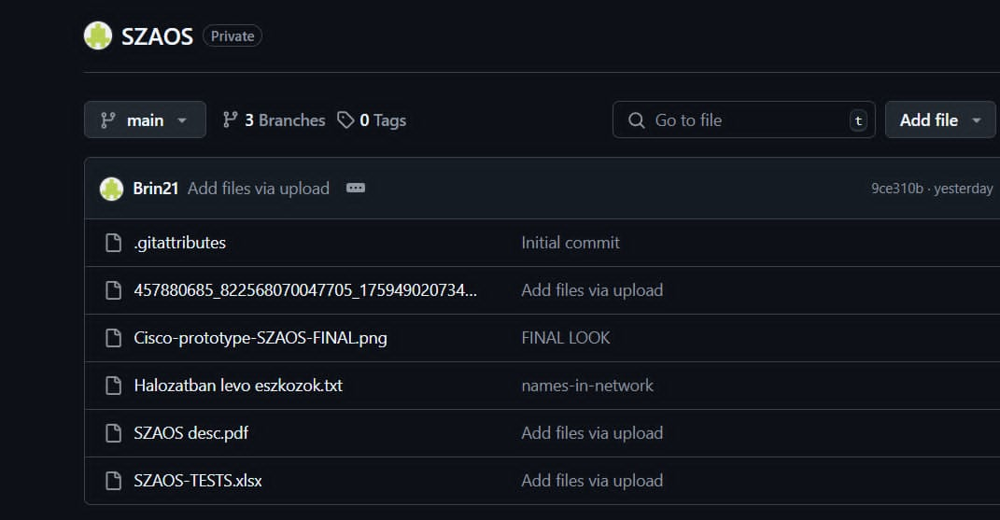 SZAOS Private
main 3 Branches 0 Tags Go to file t Add file
Brin21 Add files via upload 9ce310b · yesterday
.gitattributes Initial commit
457880685_822568070047705_175949020734... Add files via upload
Cisco-prototype-SZAOS-FINAL.png FINAL LOOK
Halozatban levo eszkozok.txt names-in-network
SZAOS desc.pdf Add files via upload
SZAOS-TESTS.xlsx Add files via upload